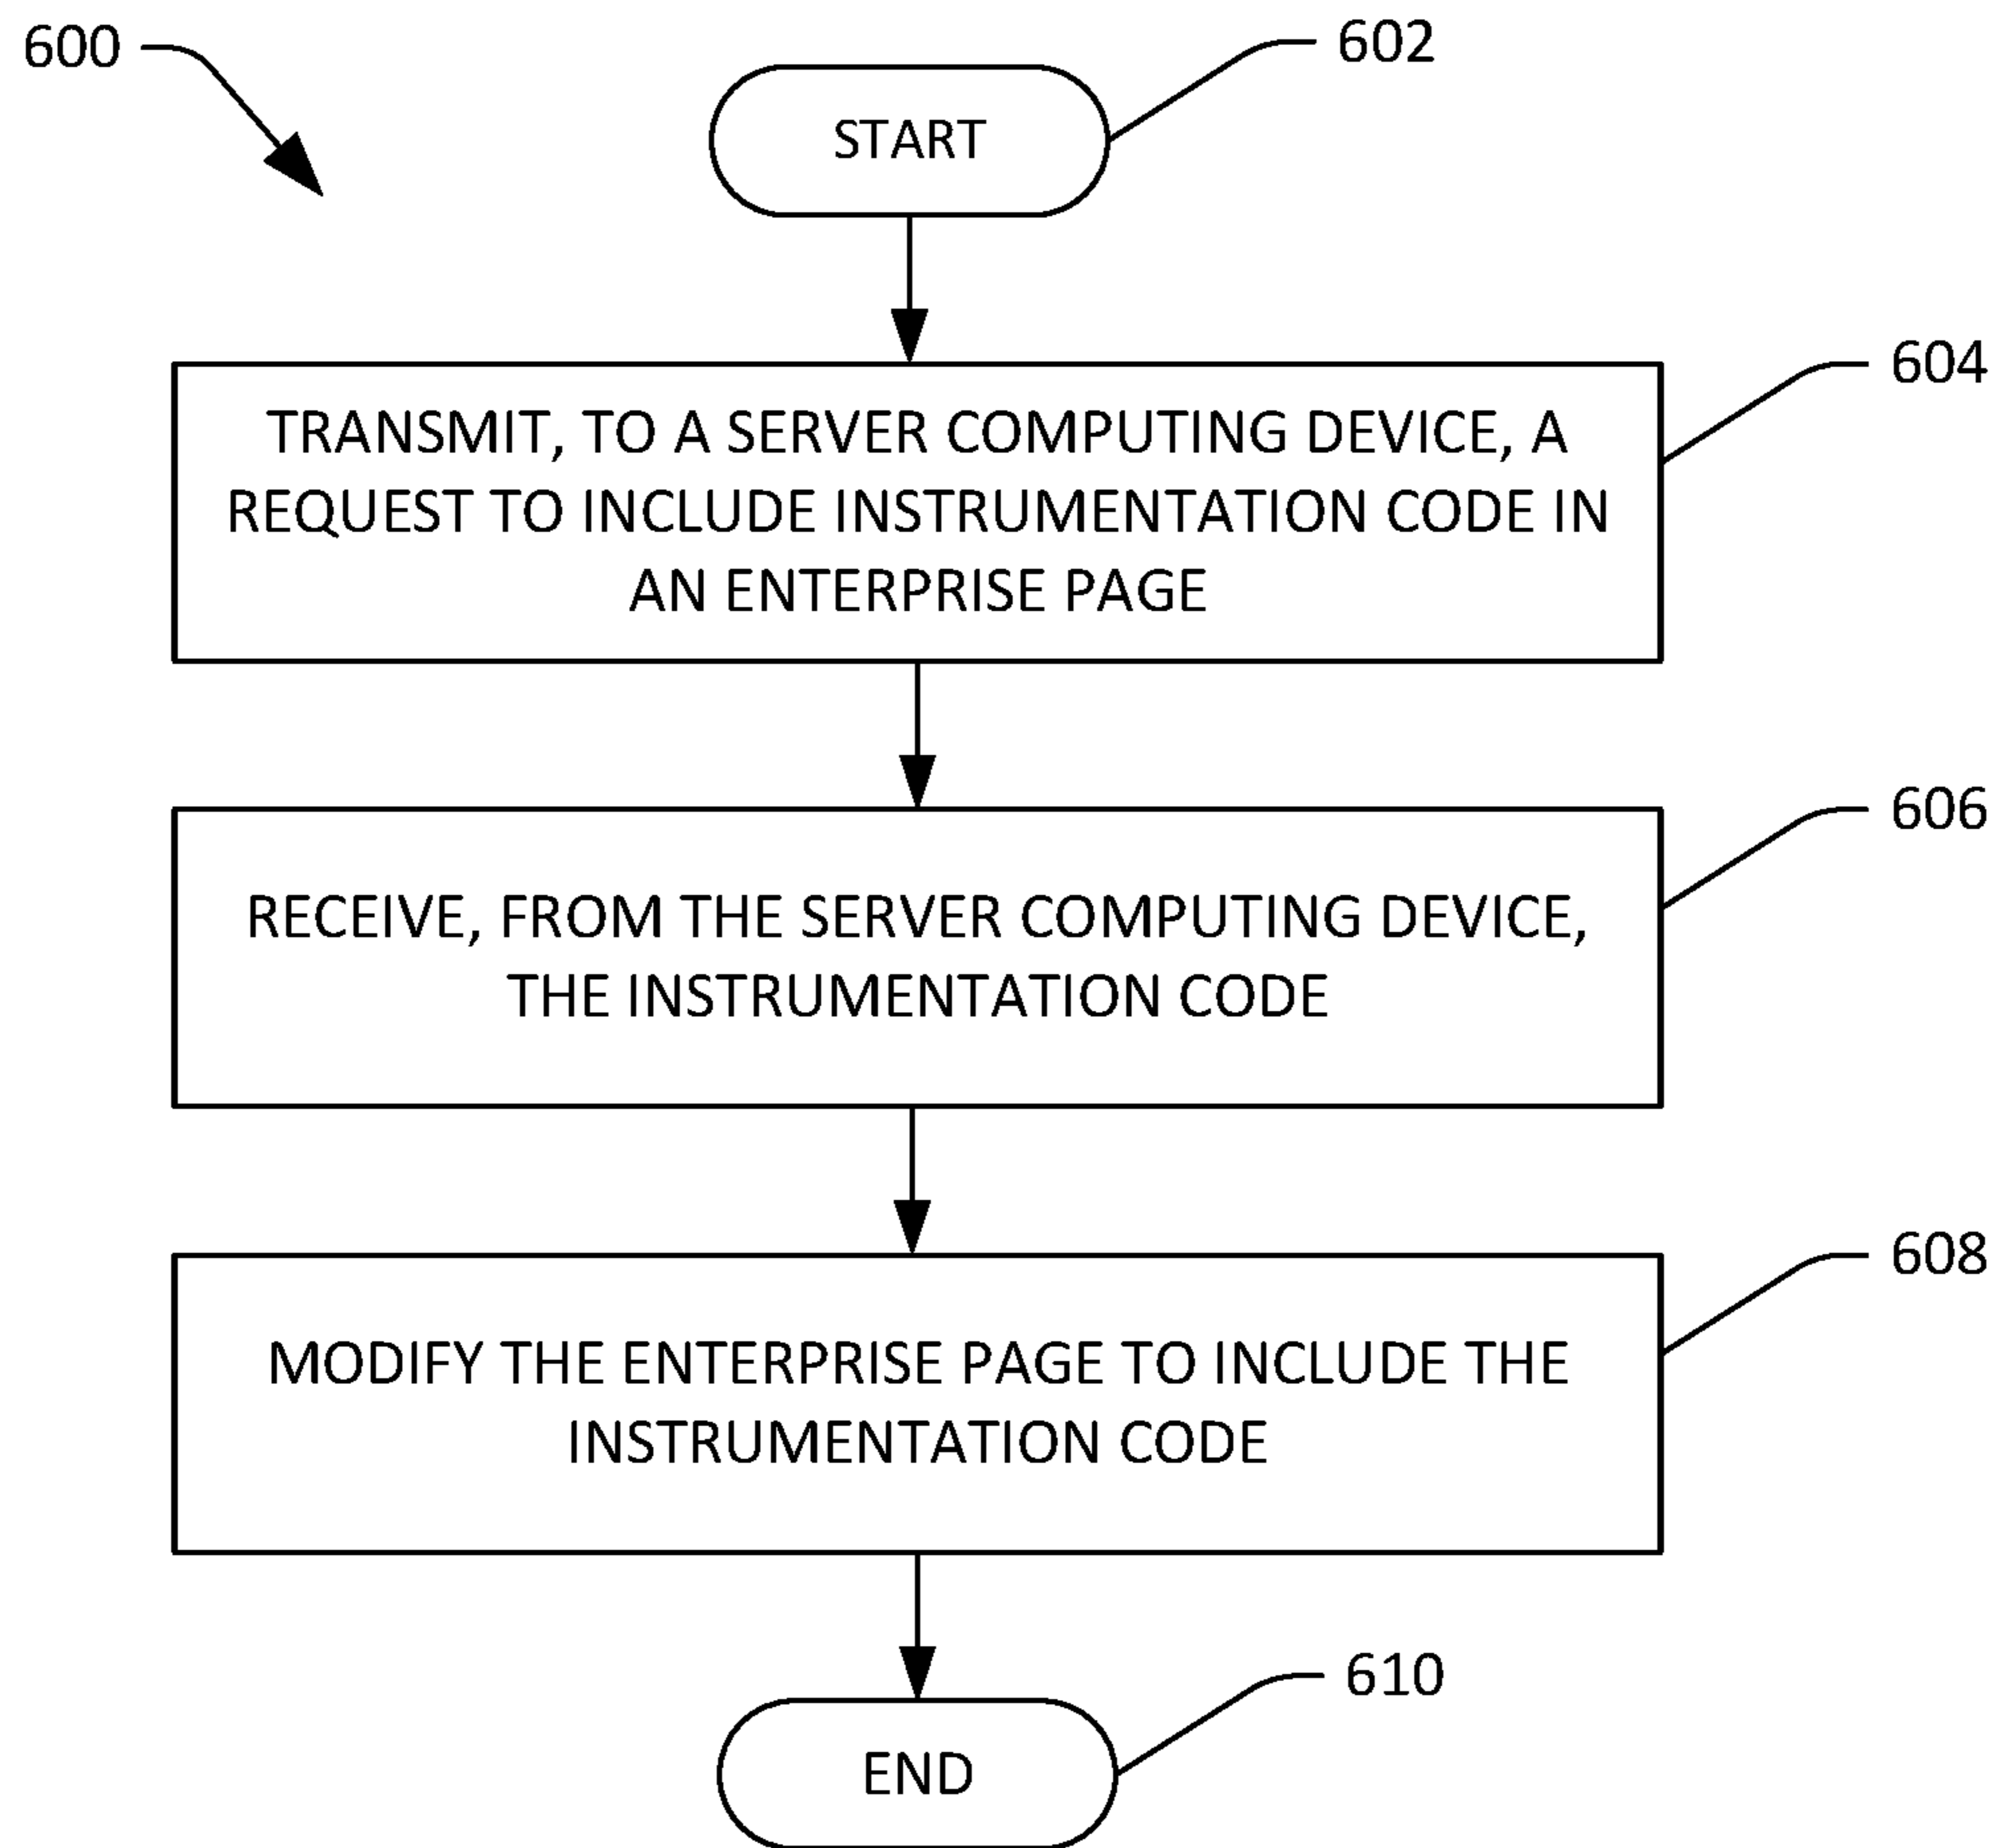 600
602
START
604
TRANSMIT, TO A SERVER COMPUTING DEVICE, A
REQUEST TO INCLUDE INSTRUMENTATION CODE IN
AN ENTERPRISE PAGE
606
RECEIVE, FROM THE SERVER COMPUTING DEVICE,
THE INSTRUMENTATION CODE
608
MODIFY THE ENTERPRISE PAGE TO INCLUDE THE
INSTRUMENTATION CODE
610
END